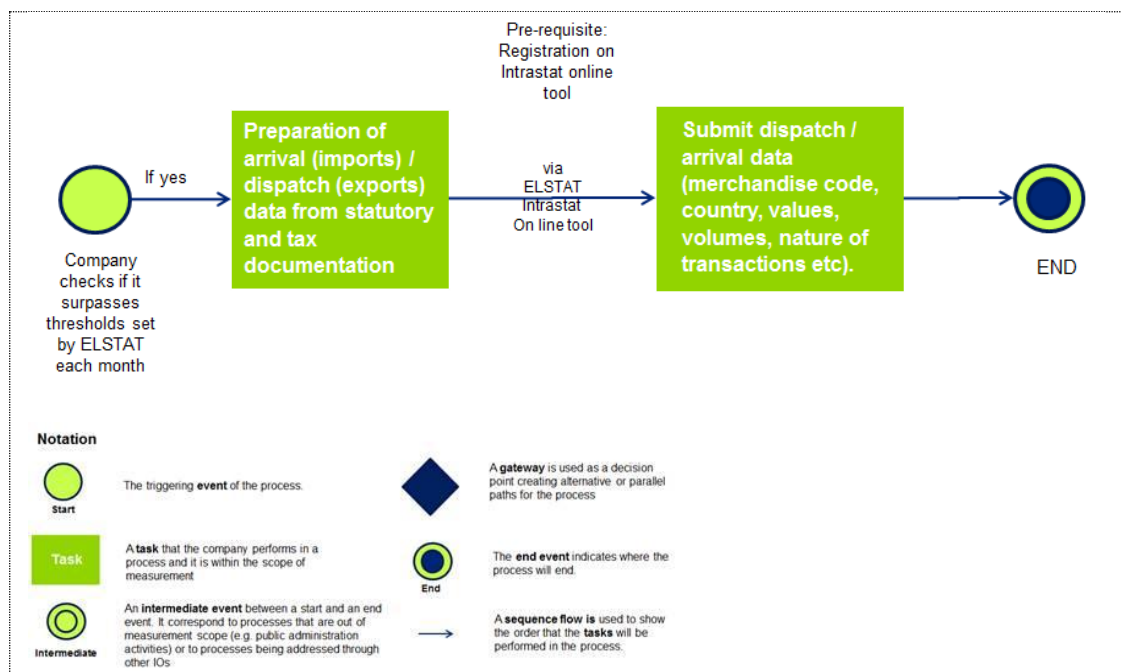 Pre-requisite:
Registration on
Intrastat online
tool
If yes
Company
checks if it
surpasses
thresholds set
by ELSTAT
each month
Preparation of
arrival (imports) /
dispatch (exports)
data from statutory
and tax
documentation
via
ELSTAT
Intrastat
On line tool
Submit dispatch /
arrival data
(merchandise code,
country, values,
volumes, nature of
transactions etc).
END
Notation
Start
The triggering event of the process.
Task
A task that the company performs in a
process and it is within the scope of
measurement
Intermediate
An intermediate event between a start and an end
event. It correspond to processes that are out of
measurement scope (e.g. public administration
activities) or to processes being addressed through
other IOs
A gateway is used as a decision
point creating alternative or parallel
paths for the process
End
The end event indicates where the
process will end.
A sequence flow is used to show
the order that the tasks will be
performed in the process.